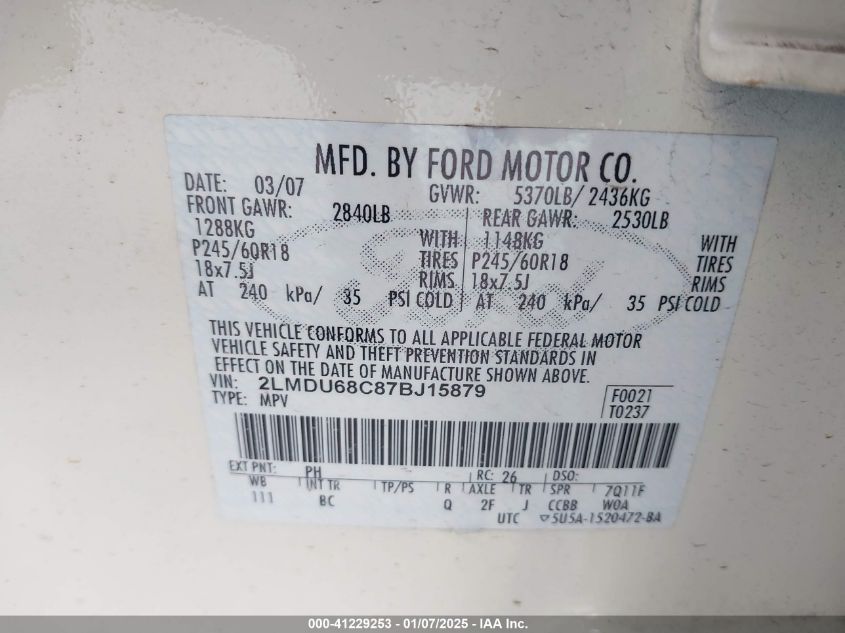 MFD. BY FORD MOTOR CO.
DATE: 03/07 GVWR: 5370LB/ 2436KG
FRONT GAWR: 2840LB REAR GAWR: 2530LB
1288KG WITH 1148KG WITH
P245/60R18 TIRES P245/60R18 TIRES
18x7.5J RIMS 18x7.5J RIMS
AT 240 kPa/ 35 PSI COLD AT 240 kPa/ 35 PSI COLD
THIS VEHICLE CONFORMS TO ALL APPLICABLE FEDERAL MOTOR
VEHICLE SAFETY AND THEFT PREVENTION STANDARDS IN
EFFECT ON THE DATE OF MANUFACTURE SHOWN ABOVE.
VIN: 2LMDU68C87BJ15879 F0021
TYPE: MPV T0237
EXT PNT: PH RC: 26 DSO:
WB INT TR TP/PS R AXLE TR SPR 7Q11F
111 BC Q 2F J CCBB WOA
UTC ▽5U5A-1520472-BA
000-41229253 - 01/07/2025 - IAA Inc.